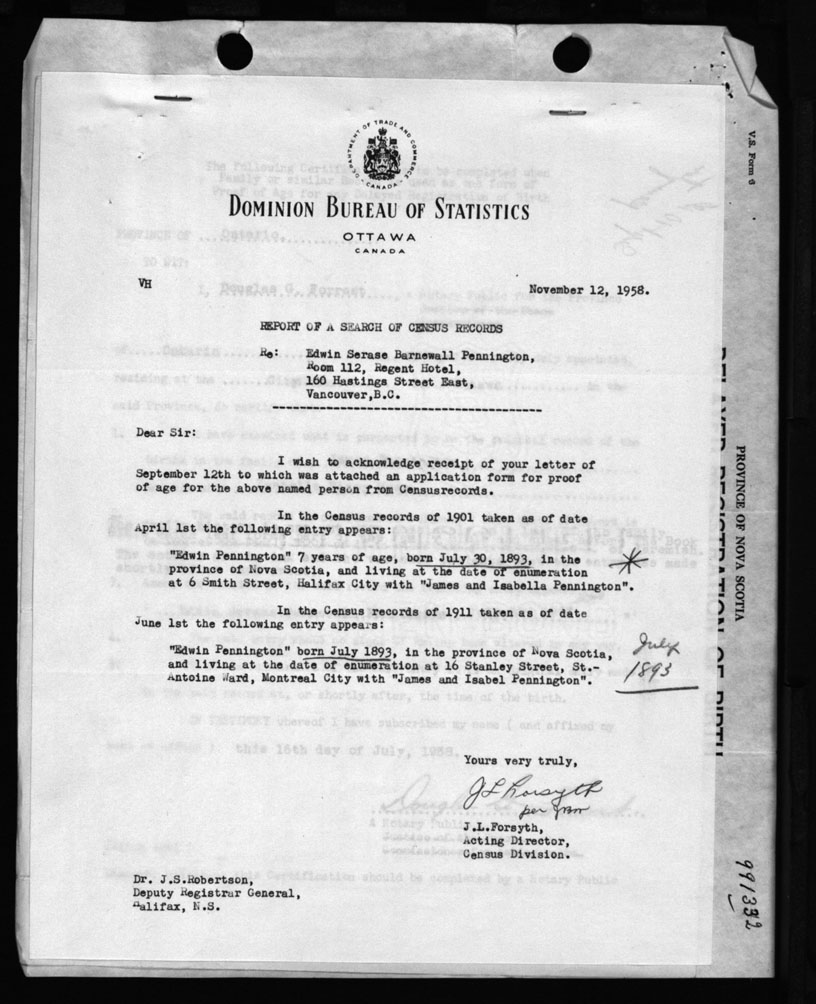 DEPARTMENT OF TRADE AND COMMERCE
CANADA
DOMINION BUREAU OF STATISTICS
OTTAWA
CANADA
VH
November 12, 1958.
REPORT OF A SEARCH OF CENSUS RECORDS
Re: Edwin Serase Barnewall Pennington,
Room 112, Regent Hotel,
160 Hastings Street East,
Vancouver,B.C.
Dear Sir:
I wish to acknowledge receipt of your letter of
September 12th to which was attached an application form for proof
of age for the above named person from Censusrecords.
In the Census records of 1901 taken as of date
April 1st the following entry appears:
"Edwin Pennington" 7 years of age, born July 30, 1893, in the
province of Nova Scotia, and living at the date of enumeration
at 6 Smith Street, Halifax City with "James and Isabella Pennington".
In the Census records of 1911 taken as of date
June 1st the following entry appears:
"Edwin Pennington" born July 1893, in the province of Nova Scotia,
and living at the date of enumeration at 16 Stanley Street, St.-
Antoine Ward, Montreal City with "James and Isabel Pennington".
July
1893
Yours very truly,
J L Forsyth
per
J.L.Forsyth,
Acting Director,
Census Division.
Dr. J.S.Robertson,
Deputy Registrar General,
Halifax, N.S.
V.S. Form 6
PROVINCE OF NOVA SCOTIA
DELAYED REGISTRATION OF BIRTH
991332